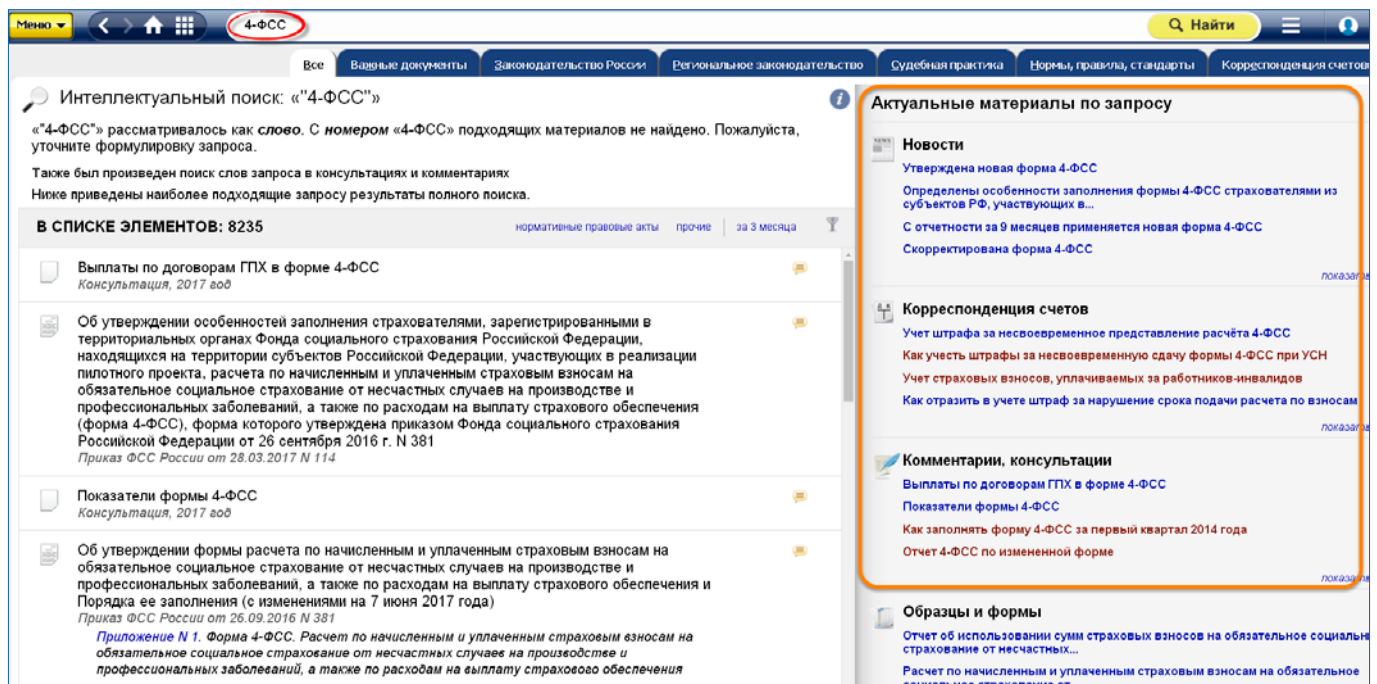 Меню
4-ФСС
Найти
Все Важные документы Законодательство России Региональное законодательство Судебная практика Нормы, правила, стандарты Корреспонденция счетов
Интеллектуальный поиск: «"4-ФСС"»
«"4-ФСС"» рассматривалось как слово. С номером «4-ФСС» подходящих материалов не найдено. Пожалуйста,
уточните формулировку запроса.
Также был произведен поиск слов запроса в консультациях и комментариях
Ниже приведены наиболее подходящие запросу результаты полного поиска.
В СПИСКЕ ЭЛЕМЕНТОВ: 8235
нормативные правовые акты прочие за 3 месяца
Выплаты по договорам ГПХ в форме 4-ФСС
Консультация, 2017 год
Об утверждении особенностей заполнения страхователями, зарегистрированными в
территориальных органах Фонда социального страхования Российской Федерации,
находящихся на территории субъектов Российской Федерации, участвующих в реализации
пилотного проекта, расчета по начисленным и уплаченным страховым взносам на
обязательное социальное страхование от несчастных случаев на производстве и
профессиональных заболеваний, а также по расходам на выплату страхового обеспечения
(форма 4-ФСС), форма которого утверждена приказом Фонда социального страхования
Российской Федерации от 26 сентября 2016 г. N 381
Приказ ФСС России от 28.03.2017 N 114
Показатели формы 4-ФСС
Консультация, 2017 год
Об утверждении формы расчета по начисленным и уплаченным страховым взносам на
обязательное социальное страхование от несчастных случаев на производстве и
профессиональных заболеваний, а также по расходам на выплату страхового обеспечения и
Порядка ее заполнения (с изменениями на 7 июня 2017 года)
Приказ ФСС России от 26.09.2016 N 381
Приложение N 1. Форма 4-ФСС. Расчет по начисленным и уплаченным страховым взносам на
обязательное социальное страхование от несчастных случаев на производстве и
профессиональных заболеваний, а также по расходам на выплату страхового обеспечения
Актуальные материалы по запросу
Новости
Утверждена новая форма 4-ФСС
Определены особенности заполнения формы 4-ФСС страхователями из
субъектов РФ, участвующих в...
С отчетности за 9 месяцев применяется новая форма 4-ФСС
Скорректирована форма 4-ФСС
Корреспонденция счетов
Учет штрафа за несвоевременное представление расчёта 4-ФСС
Как учесть штрафы за несвоевременную сдачу формы 4-ФСС при УСН
Учет страховых взносов, уплачиваемых за работников-инвалидов
Как отразить в учете штраф за нарушение срока подачи расчета по взносам
Комментарии, консультации
Выплаты по договорам ГПХ в форме 4-ФСС
Показатели формы 4-ФСС
Как заполнять форму 4-ФСС за первый квартал 2014 года
Отчет 4-ФСС по измененной форме
Образцы и формы
Отчет об использовании сумм страховых взносов на обязательное
страхование от несчастных...
Расчет по начисленным и уплаченным страховым взносам на обязательное